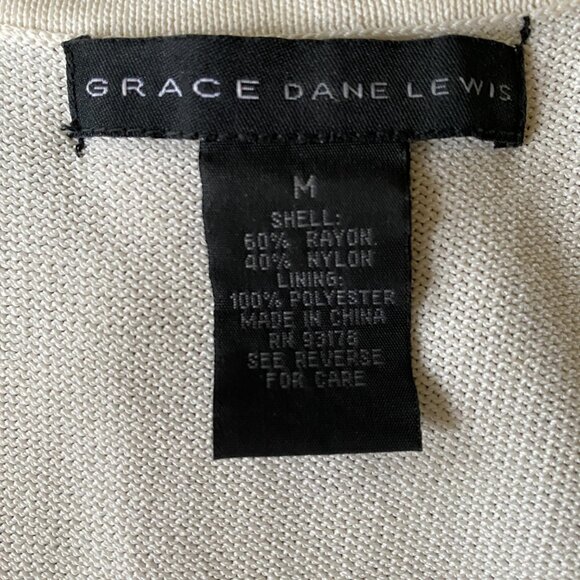 GRACE DANE LEWIS
M
SHELL:
60% RAYON
40% NYLON
LINING:
100% POLYESTER
MADE IN CHINA
RN 93176
SEE REVERSE
FOR CARE